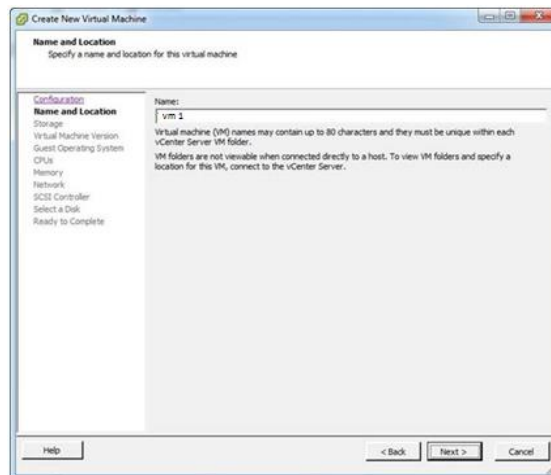 Create New Virtual Machine
Name and Location
Specify a name and location for this virtual machine
Configuration
Name and Location
Storage
Virtual Machine Version
Guest Operating System
CPUs
Memory
Network
SCSI Controller
Select a Disk
Ready to Complete
Name:
vm 1
Virtual machine (VM) names may contain up to 80 characters and they must be unique within each
vCenter Server VM folder.
VM folders are not viewable when connected directly to a host. To view VM folders and specify a
location for this VM, connect to the vCenter Server.
Help
< Back
Next >
Cancel